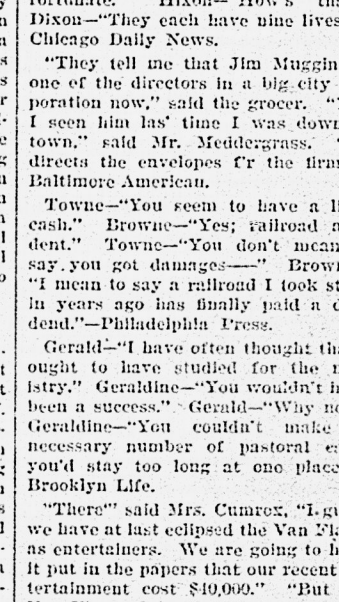 Dixon—"They each have nine lives
Chicago Daily News.
"They tell me that Jim Muggin
one of the directors in a big city
poration now," said the grocer. "
I seen him las' time I was down
town." said Mr. Meddergrass.
directs the envelopes f'r the firm
Baltimore American.
Towne—"You seem to have a li
cash." Browne—"Yes; railroad a
dent." Towne—"You don't mean
say you got damages——" Brow
"I mean to say a railroad I took st
in years ago has finally paid a d
dend."—Philadelphia Press.
Gerald—"I have often thought th
ought to have studied for the m
istry." Geraldine—"You wouldn't h
been a success." Gerald—"Why no
Geraldine—"You couldn't make
necessary number of pastoral c
you'd stay too long at one place
Brooklyn Life.
"There" said Mrs. Cumrox, "I gu
we have at last eclipsed the Van Fl
as entertainers. We are going to h
it put in the papers that our recent
tertainment cost $40,000." "But